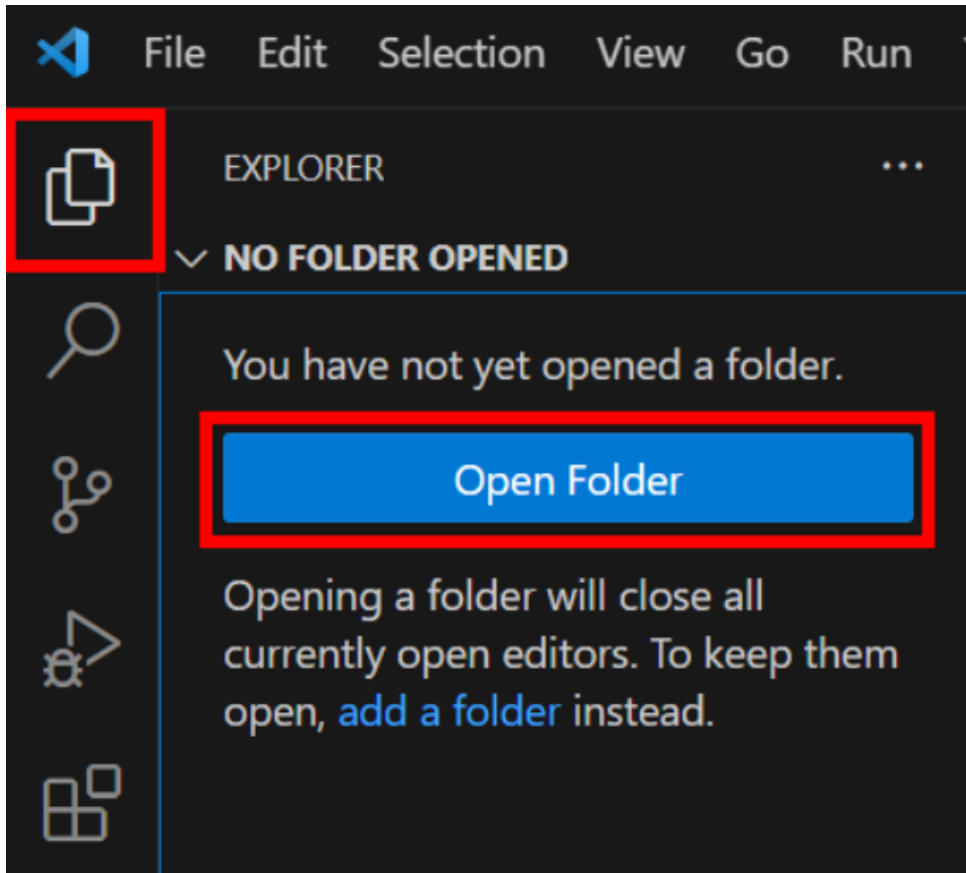 File Edit Selection View Go Run
EXPLORER ...
NO FOLDER OPENED
You have not yet opened a folder.
Open Folder
Opening a folder will close all
currently open editors. To keep them
open, add a folder instead.